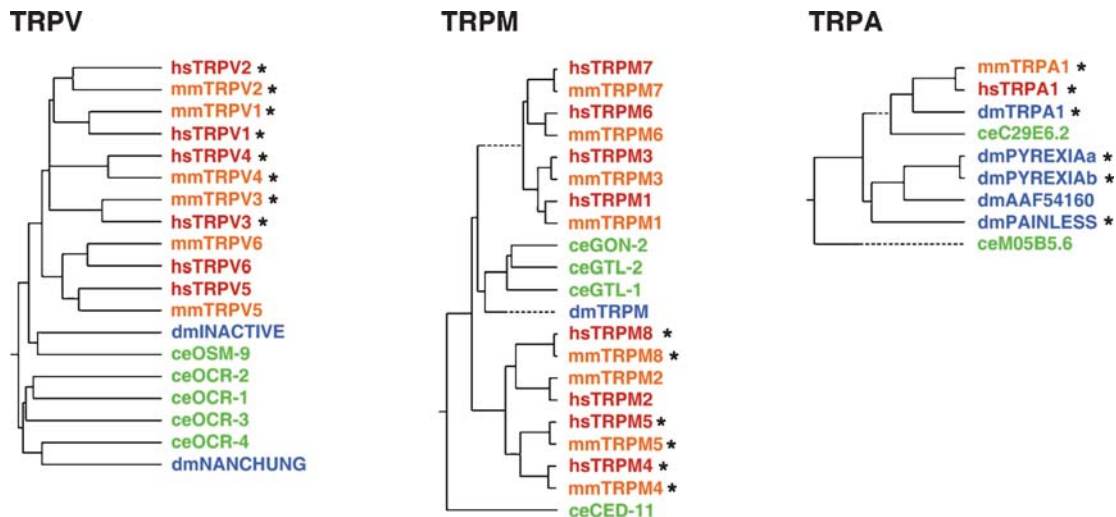 TRPV
hsTRPV2 *
mmTRPV2 *
mmTRPV1 *
hsTRPV1 *
hsTRPV4 *
mmTRPV4 *
mmTRPV3 *
hsTRPV3 *
mmTRPV6
hsTRPV6
hsTRPV5
mmTRPV5
dmINACTIVE
ceOSM-9
ceOCR-2
ceOCR-1
ceOCR-3
ceOCR-4
dmNANCHUNG
TRPM
hsTRPM7
mmTRPM7
hsTRPM6
mmTRPM6
hsTRPM3
mmTRPM3
hsTRPM1
mmTRPM1
ceGON-2
ceGTL-2
ceGTL-1
dmTRPM
hsTRPM8 *
mmTRPM8 *
mmTRPM2
hsTRPM2
hsTRPM5 *
mmTRPM5 *
hsTRPM4 *
mmTRPM4 *
ceCED-11
TRPA
mmTRPA1 *
hsTRPA1 *
dmTRPA1 *
ceC29E6.2
dmPYREXIAa *
dmPYREXIAb *
dmAAF54160
dmPAINLESS *
ceM05B5.6